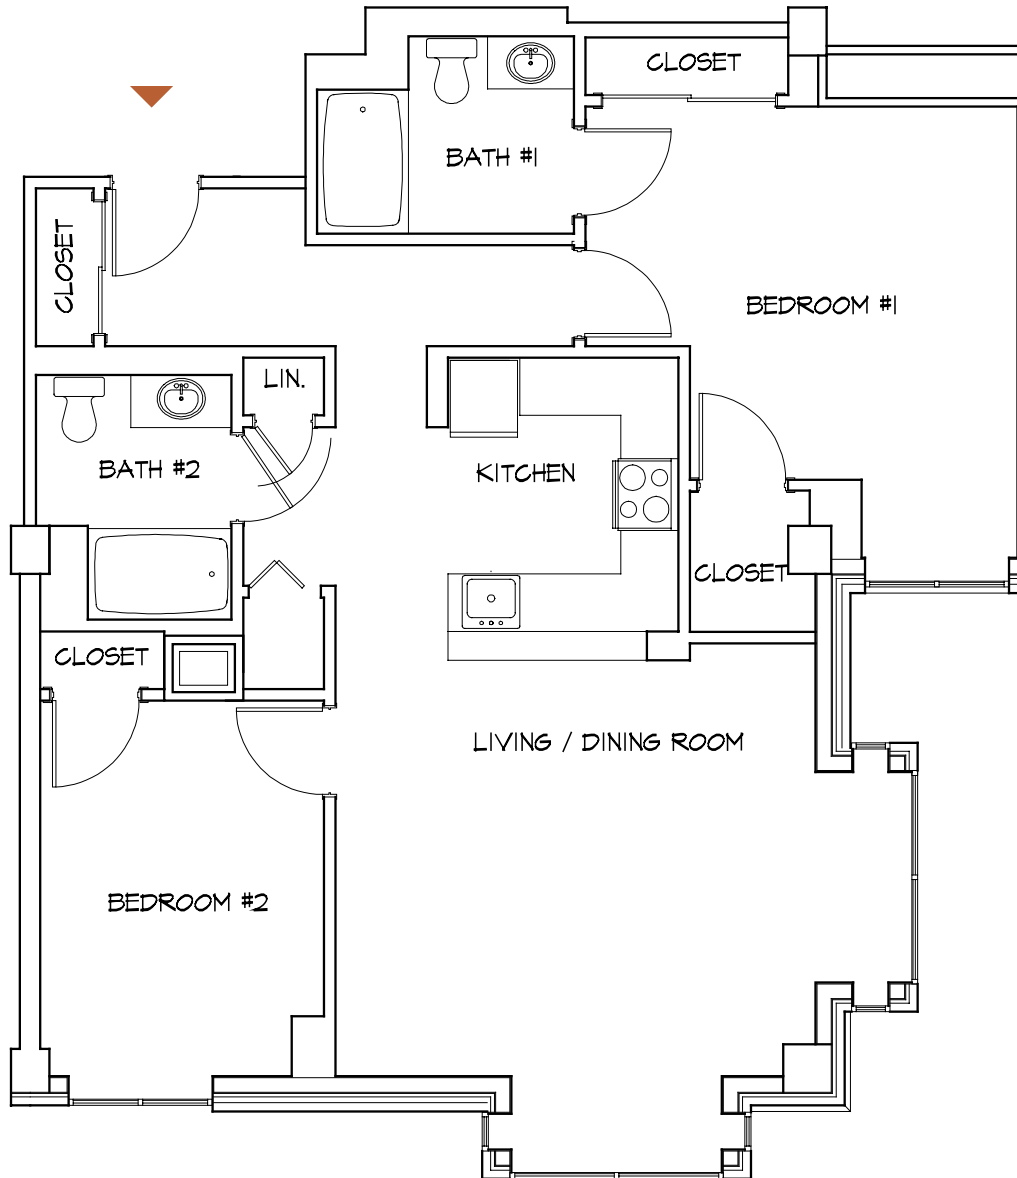 CLOSET
BATH #1
CLOSET
BEDROOM #1
LIN.
BATH #2
KITCHEN
CLOSET
CLOSET
LIVING / DINING ROOM
BEDROOM #2